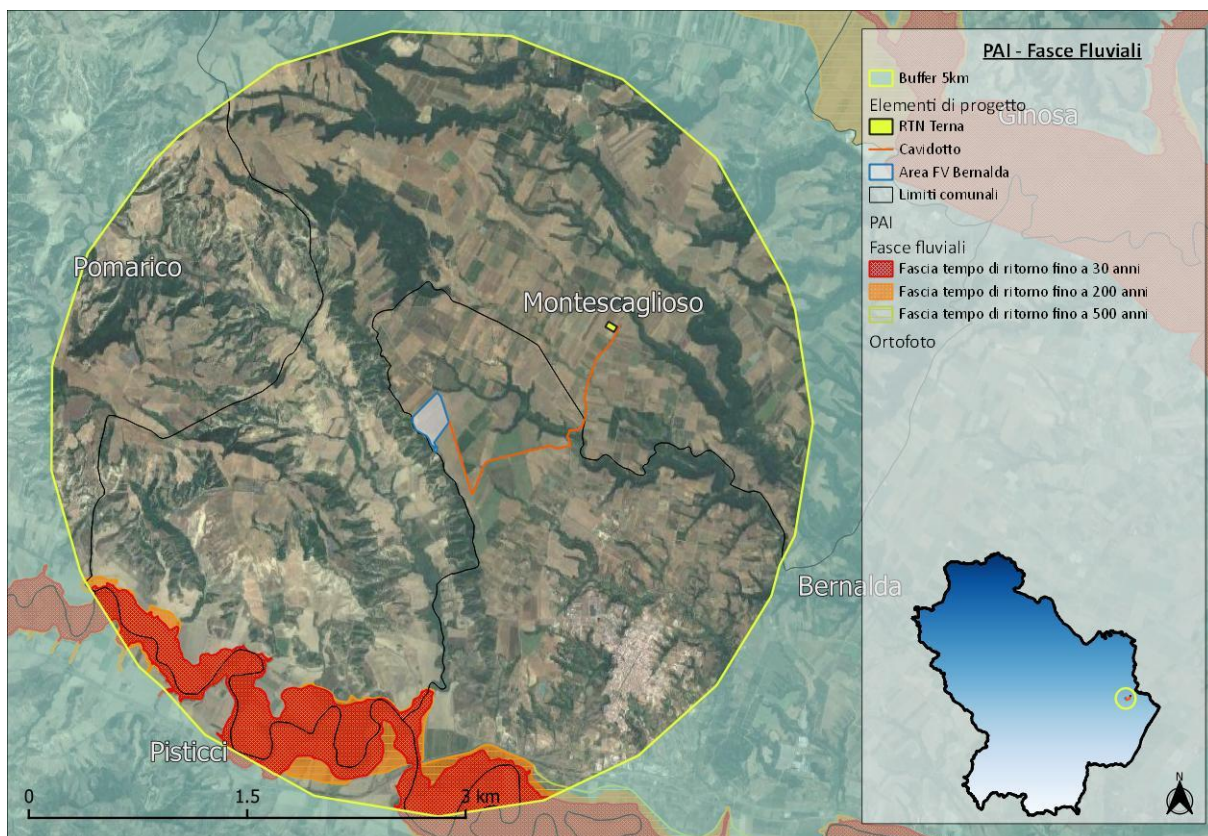 PAI - Fasce Fluviali
Buffer 5km
Elementi di progetto
RTN Terna
Cavidotto
Area FV Bernalda
Limiti comunali
PAI
Fasce fluviali
Fascia tempo di ritorno fino a 30 anni
Fascia tempo di ritorno fino a 200 anni
Fascia tempo di ritorno fino a 500 anni
Ortofoto
Ginosa
Pomarico
Montescaglioso
Bernalda
Pisticci
0 1.5 3 km
N